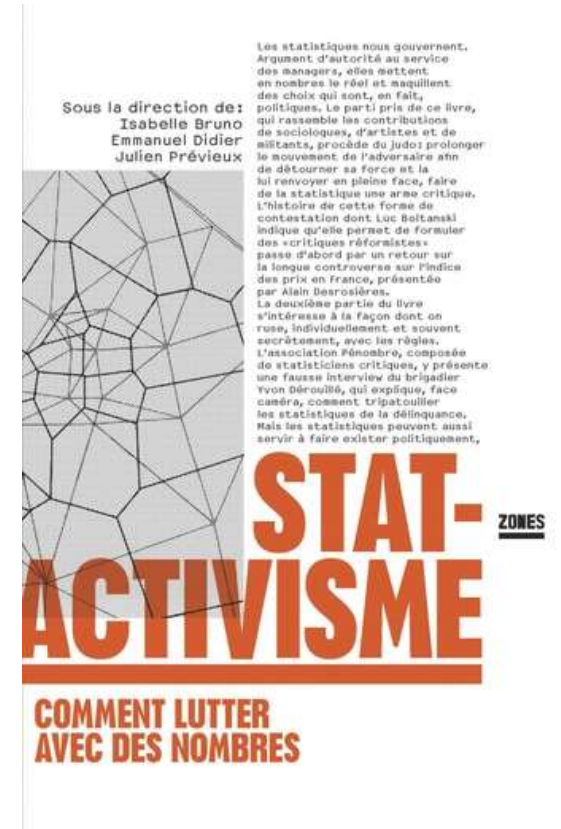 Les statistiques nous gouvernent.
Argument d'autorité au service
des managers, elles mettent
en nombres le réel et maquillent
des choix qui sont, en fait,
politiques. Le parti pris de ce livre,
qui rassemble les contributions
de sociologues, d'artistes et de
militants, procède du judo: prolonger
le mouvement de l'adversaire afin
de détourner sa force et la
lui renvoyer en pleine face, faire
de la statistique une arme critique.
L'histoire de cette forme de
contestation dont Luc Boltanski
indique qu'elle permet de formuler
des «critiques réformistes»
passe d'abord par un retour sur
la longue controverse sur l'indice
des prix en France, présentée
par Alain Desrosières.
La deuxième partie du livre
s'intéresse à la façon dont on
ruse, individuellement et souvent
secrètement, avec les règles.
L'association Pénombre, composée
de statisticiens critiques, y présente
une fausse interview du brigadier
Yvon Dérouillé, qui explique, face
caméra, comment tripatouiller
les statistiques de la délinquance.
Mais les statistiques peuvent aussi
servir à faire exister politiquement,
Sous la direction de:
Isabelle Bruno
Emmanuel Didier
Julien Prévieux
STAT-
ACTIVISME
ZONES
COMMENT LUTTER
AVEC DES NOMBRES